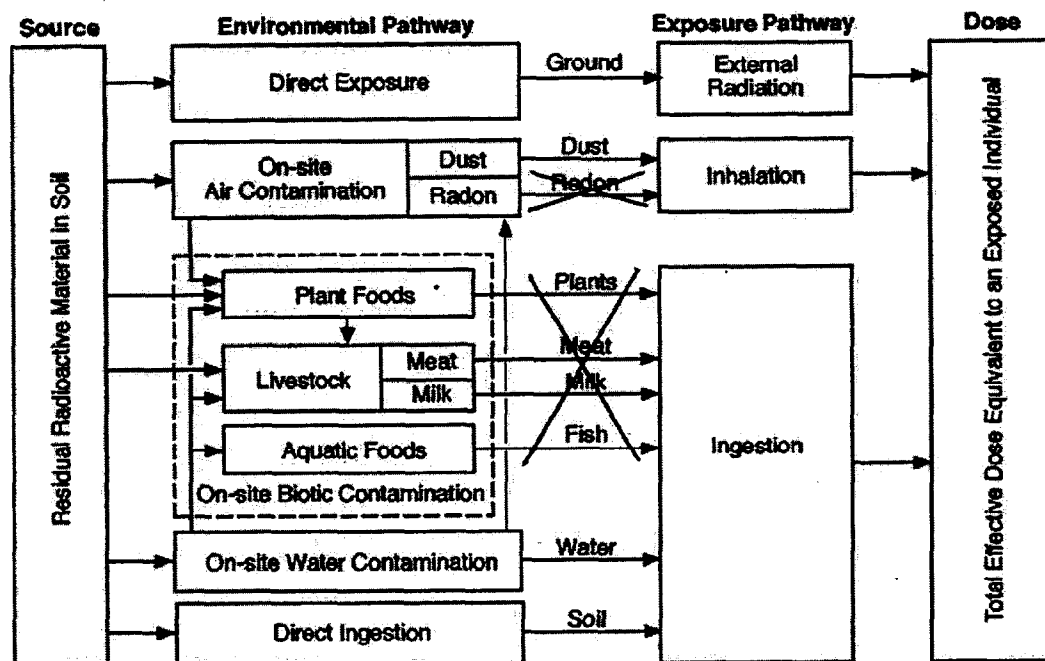 Source
Environmental Pathway
Exposure Pathway
Dose
Residual Radioactive Material in Soil
Direct Exposure
Ground
External
Radiation
On-site
Air Contamination
Dust
Radon
Dust
Radon
Inhalation
Plant Foods
Plants
Livestock
Meat
Milk
Meat
Milk
Aquatic Foods
Fish
On-site Biotic Contamination
Ingestion
On-site Water Contamination
Water
Direct Ingestion
Soil
Total Effective Dose Equivalent to an Exposed Individual